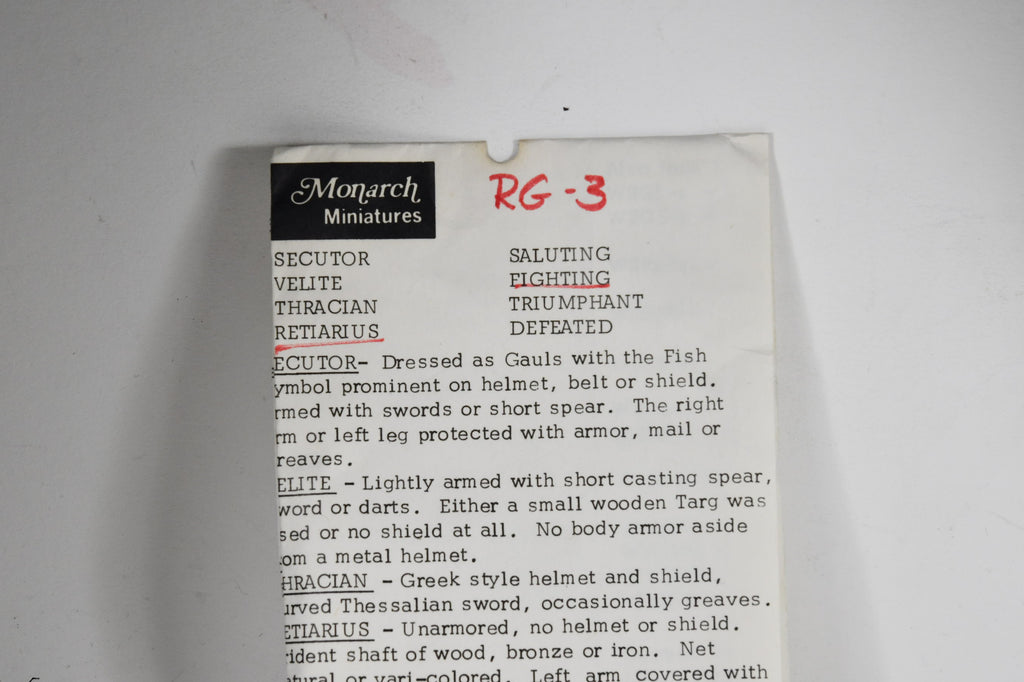 Monarch
Miniatures
RG-3
SECUTOR SALUTING
VELITE FIGHTING
THRACIAN TRIUMPHANT
RETIARIUS DEFEATED
ECUTOR- Dressed as Gauls with the Fish
ymbol prominent on helmet, belt or shield.
rmed with swords or short spear. The right
rm or left leg protected with armor, mail or
reaves.
ELITE - Lightly armed with short casting spear,
word or darts. Either a small wooden Targ was
sed or no shield at all. No body armor aside
om a metal helmet.
HRACIAN - Greek style helmet and shield,
urved Thessalian sword, occasionally greaves.
ETIARIUS - Unarmored, no helmet or shield.
rident shaft of wood, bronze or iron. Net
atural or vari-colored. Left arm covered with